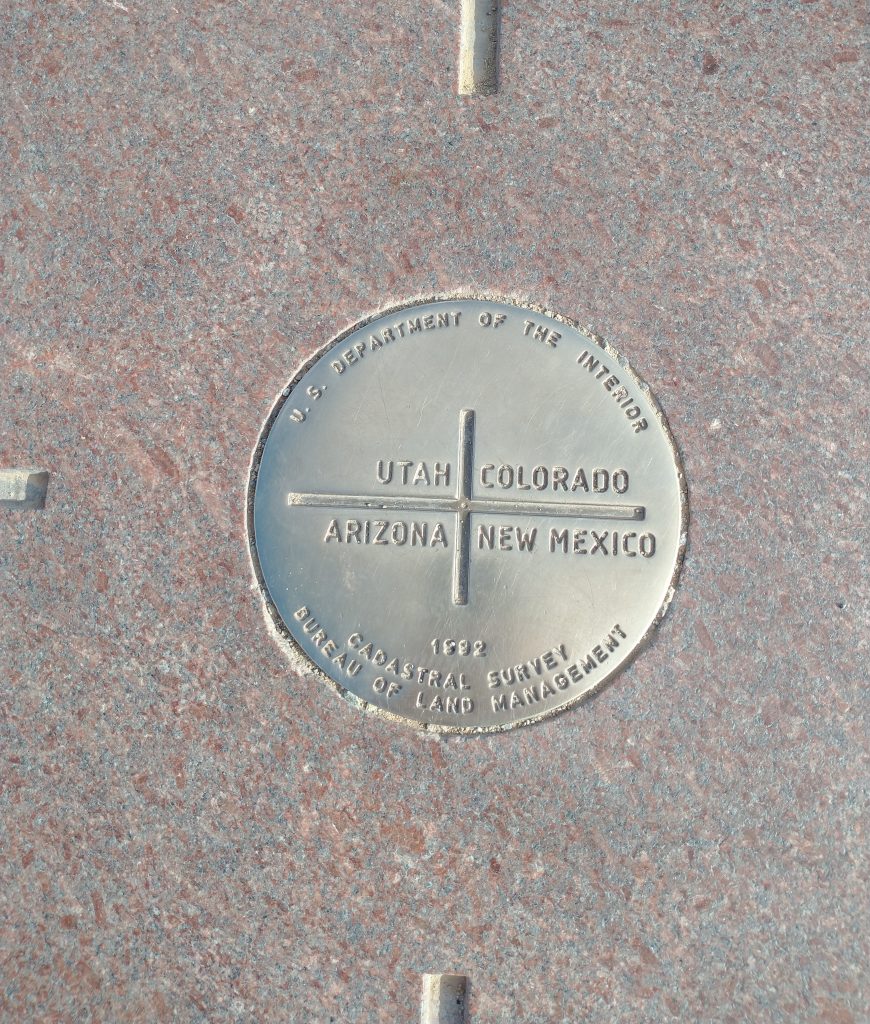 U. S. DEPARTMENT OF THE INTERIOR
UTAH COLORADO
ARIZONA NEW MEXICO
1992
CADASTRAL SURVEY
BUREAU OF LAND MANAGEMENT